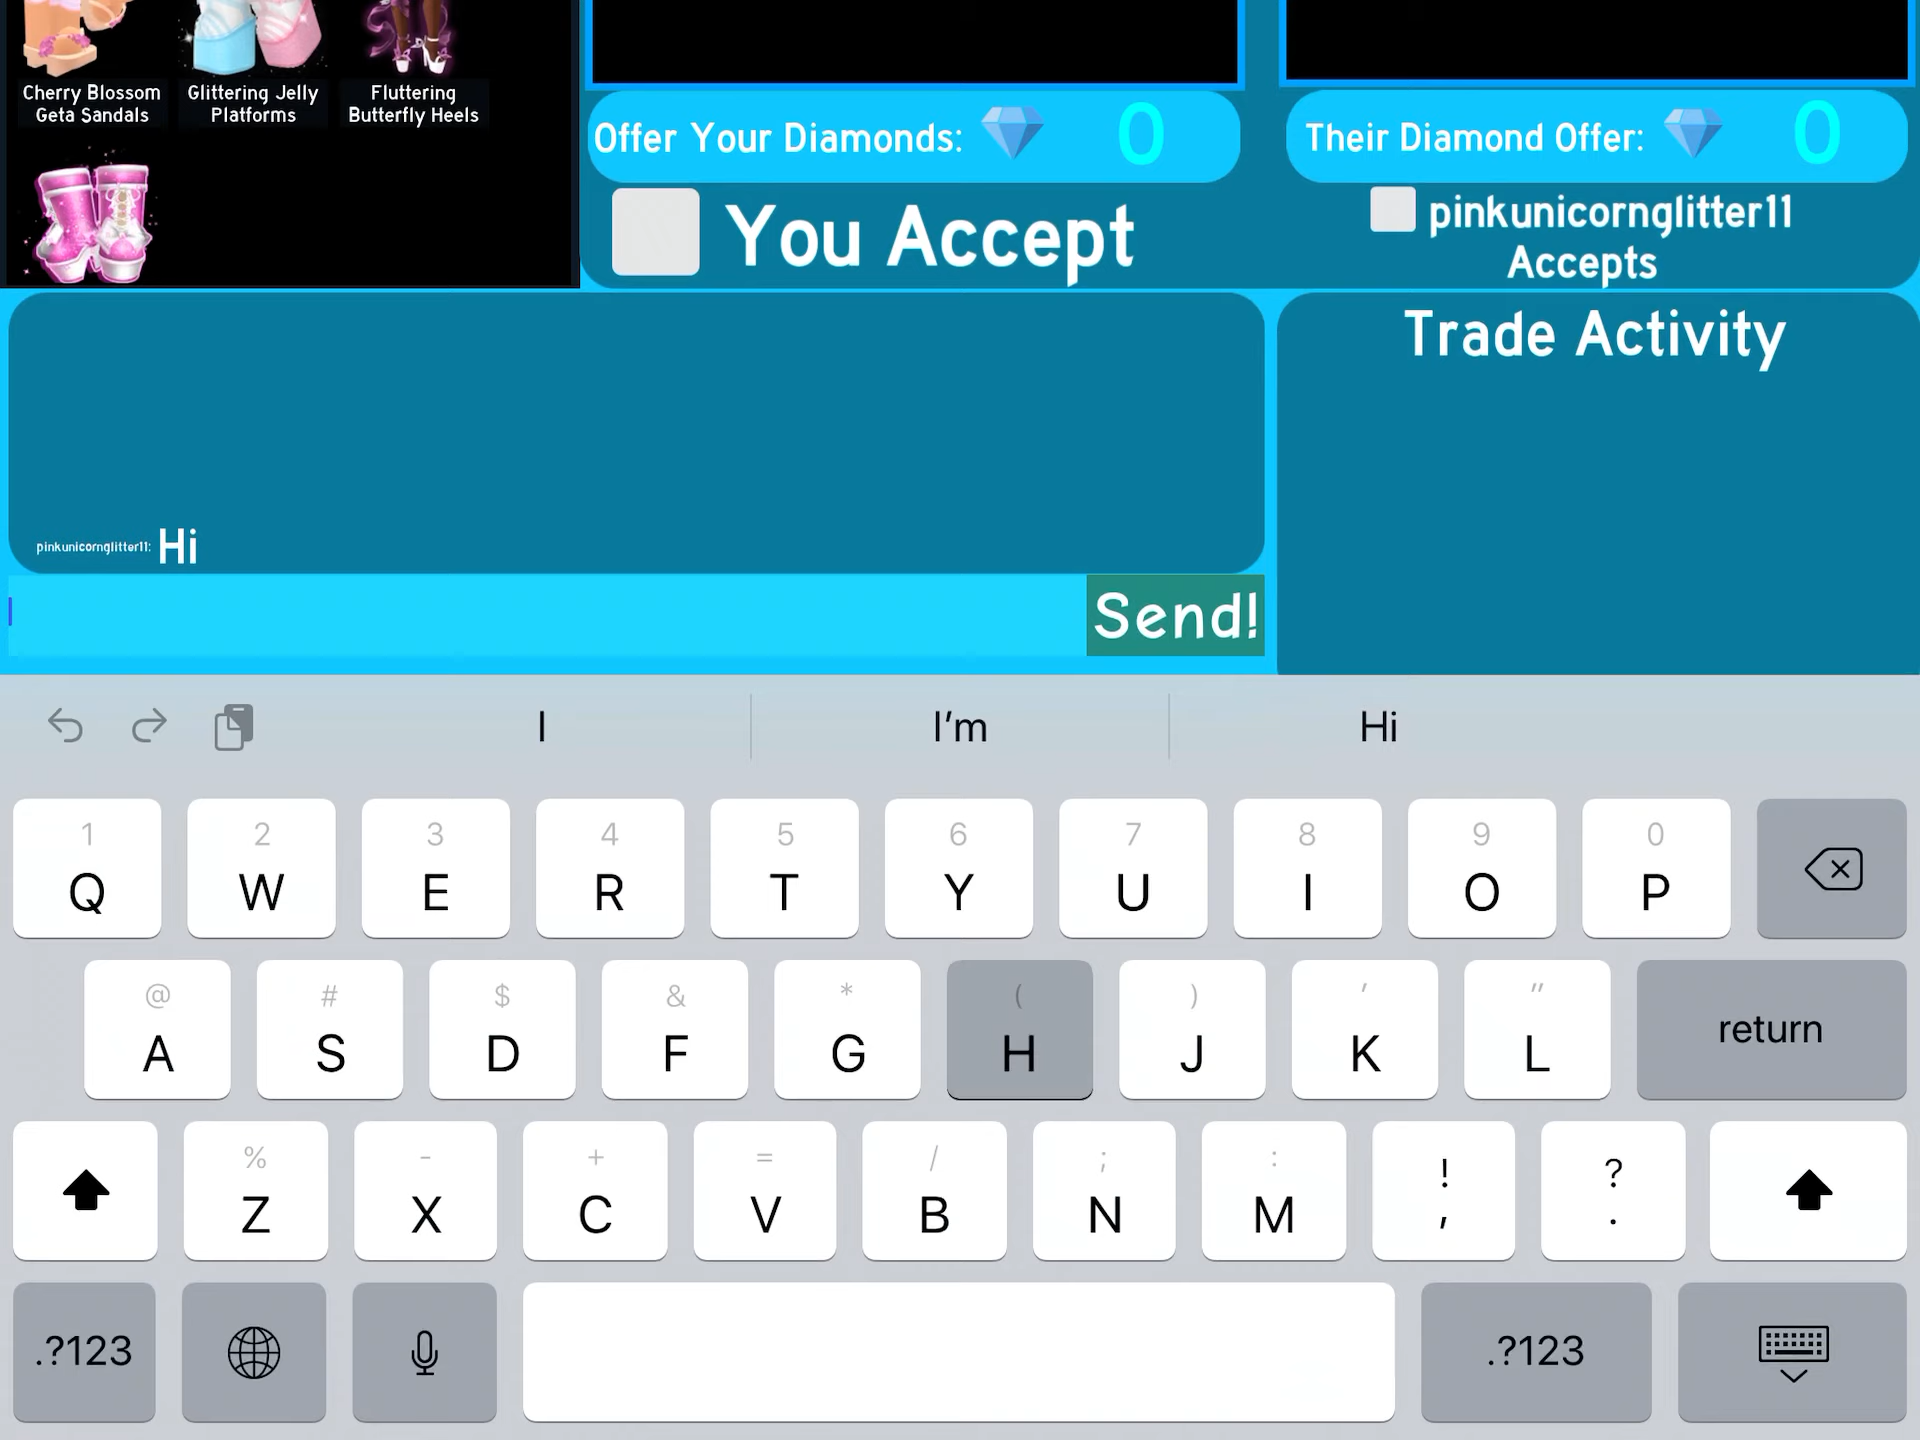 Cherry Blossom
Geta Sandals
Glittering Jelly
Platforms
Fluttering
Butterfly Heels
Offer Your Diamonds: 0
You Accept
Their Diamond Offer: 0
pinkunicornglitter11
Accepts
Trade Activity
pinkunicornglitter11: Hi
Send!
I
I'm
Hi
1 2 3 4 5 6 7 8 9 0
Q W E R T Y U I O P
@ # $ & * ( ) ' "
A S D F G H J K L return
% - + = / ; : ! ?
Z X C V B N M , .
.?123 .?123